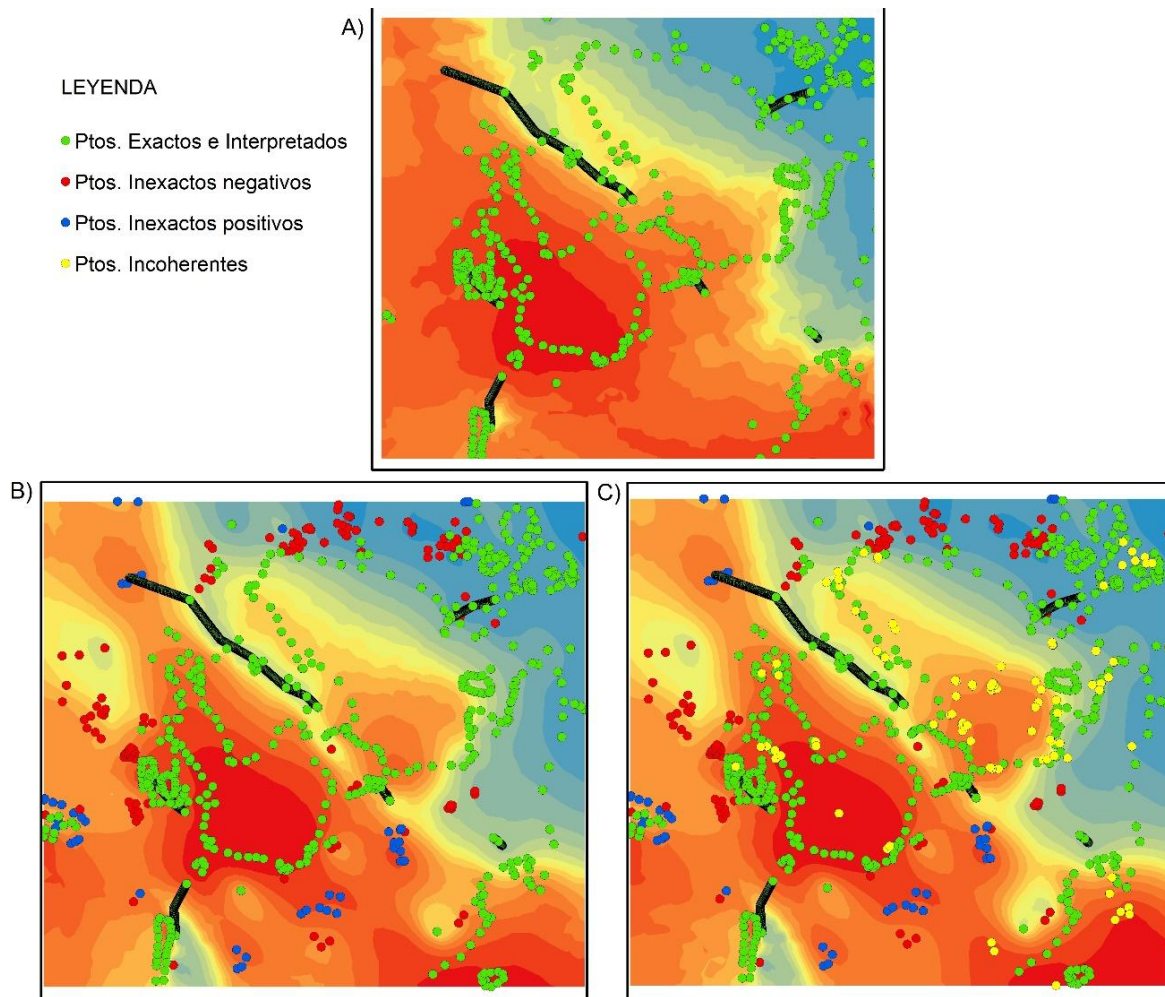 A)
LEYENDA
Ptos. Exactos e Interpretados
Ptos. Inexactos negativos
Ptos. Inexactos positivos
Ptos. Incoherentes
B)
C)